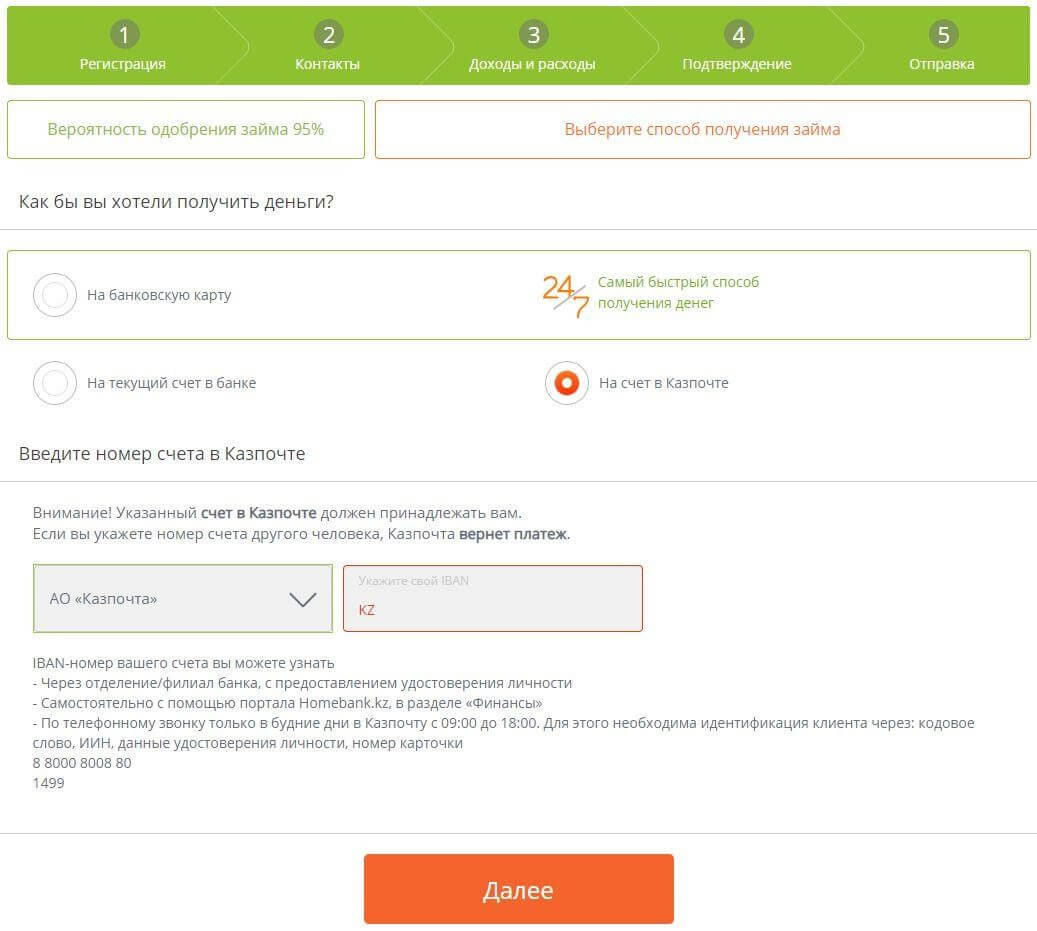 1
2
3
4
5
Регистрация
Контакты
Доходы и расходы
Подтверждение
Отправка
Вероятность одобрения займа 95%
Выберите способ получения займа
Как бы вы хотели получить деньги?
На банковскую карту
24/7
Самый быстрый способ
получения денег
На текущий счет в банке
На счет в Казпочте
Введите номер счета в Казпочте
Внимание! Указанный счет в Казпочте должен принадлежать вам.
Если вы укажете номер счета другого человека, Казпочта вернет платеж.
АО «Казпочта»
Укажите свой IBAN
KZ
IBAN-номер вашего счета вы можете узнать
- Через отделение/филиал банка, с предоставлением удостоверения личности
- Самостоятельно с помощью портала Homebank.kz, в разделе «Финансы»
- По телефонному звонку только в будние дни в Казпочту с 09:00 до 18:00. Для этого необходима идентификация клиента через: кодовое
слово, ИИН, данные удостоверения личности, номер карточки
8 8000 8008 80
1499
Далее